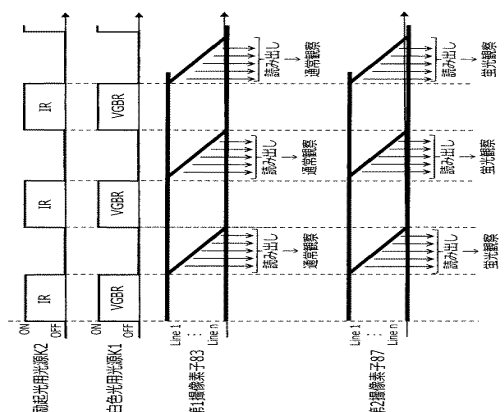 励起光用光源K2
ON
OFF
IR
IR
IR
白色光用光源K1
ON
OFF
VGBR
VGBR
VGBR
第1撮像素子83
Line 1
Line n
読み出し
通常観察
読み出し
通常観察
読み出し
通常観察
第2撮像素子87
Line 1
Line n
読み出し
蛍光観察
読み出し
蛍光観察
読み出し
蛍光観察